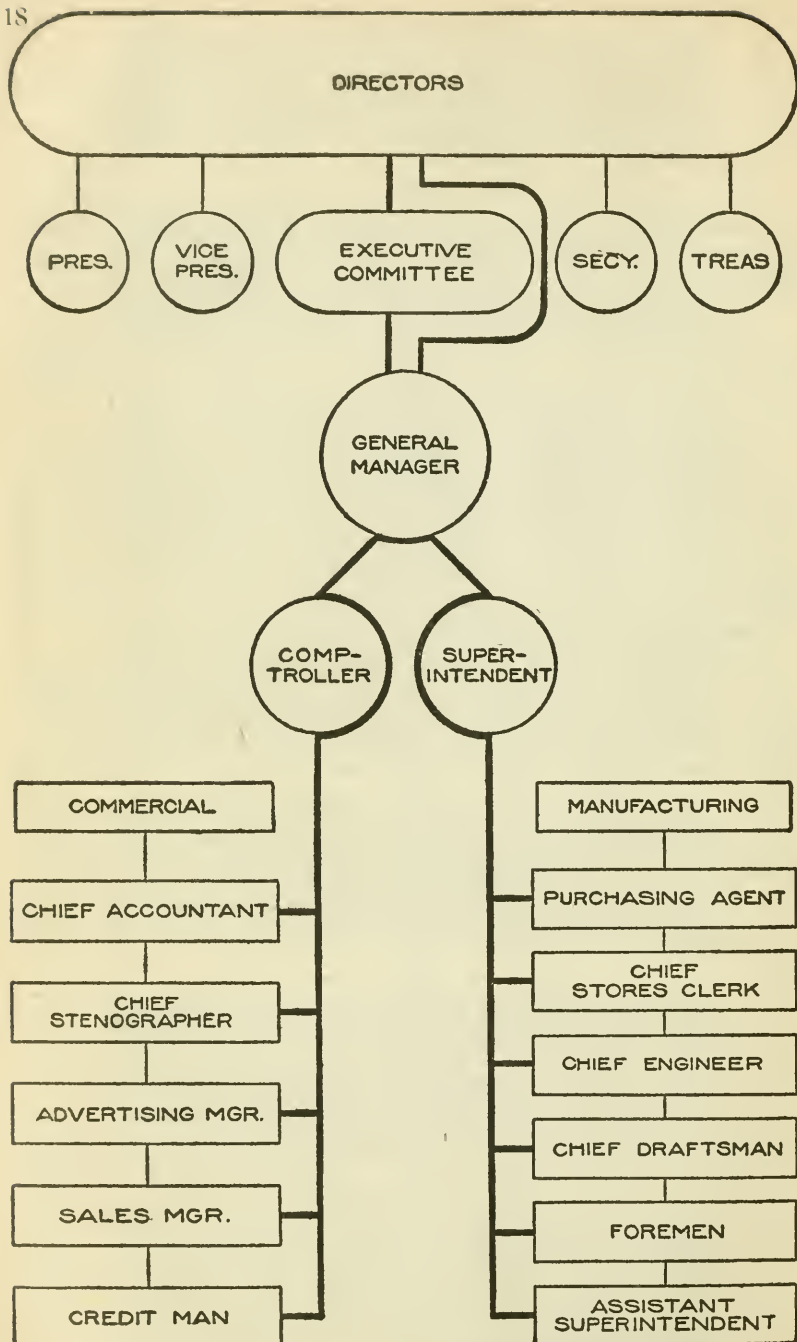 18
DIRECTORS
PRES.
VICE
PRES.
EXECUTIVE
COMMITTEE
SECY.
TREAS
GENERAL
MANAGER
COMP-
TROLLER
SUPER-
INTENDENT
COMMERCIAL
CHIEF ACCOUNTANT
CHIEF
STENOGRAPHER
ADVERTISING MGR.
SALES MGR.
CREDIT MAN
MANUFACTURING
PURCHASING AGENT
CHIEF
STORES CLERK
CHIEF ENGINEER
CHIEF DRAFTSMAN
FOREMEN
ASSISTANT
SUPERINTENDENT